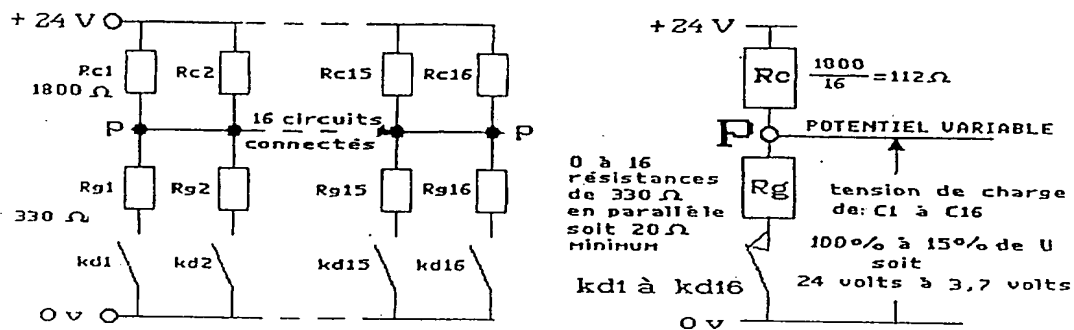 + 24 V
Rc1
Rc2
Rc15
Rc16
1800 Ω
P
16 circuits
connectés
P
Rg1
Rg2
Rg15
Rg16
330 Ω
kd1
kd2
kd15
kd16
0 v
+24 V
Rc
1800
16
=112Ω
P
POTENTIEL VARIABLE
0 à 16
résistances
de 330 Ω
en parallèle
soit 20 Ω
MINIMUM
Rg
tension de charge
de: C1 à C16
100% à 15% de U
soit
24 volts à 3,7 volts
kd1 à kd16
0 v